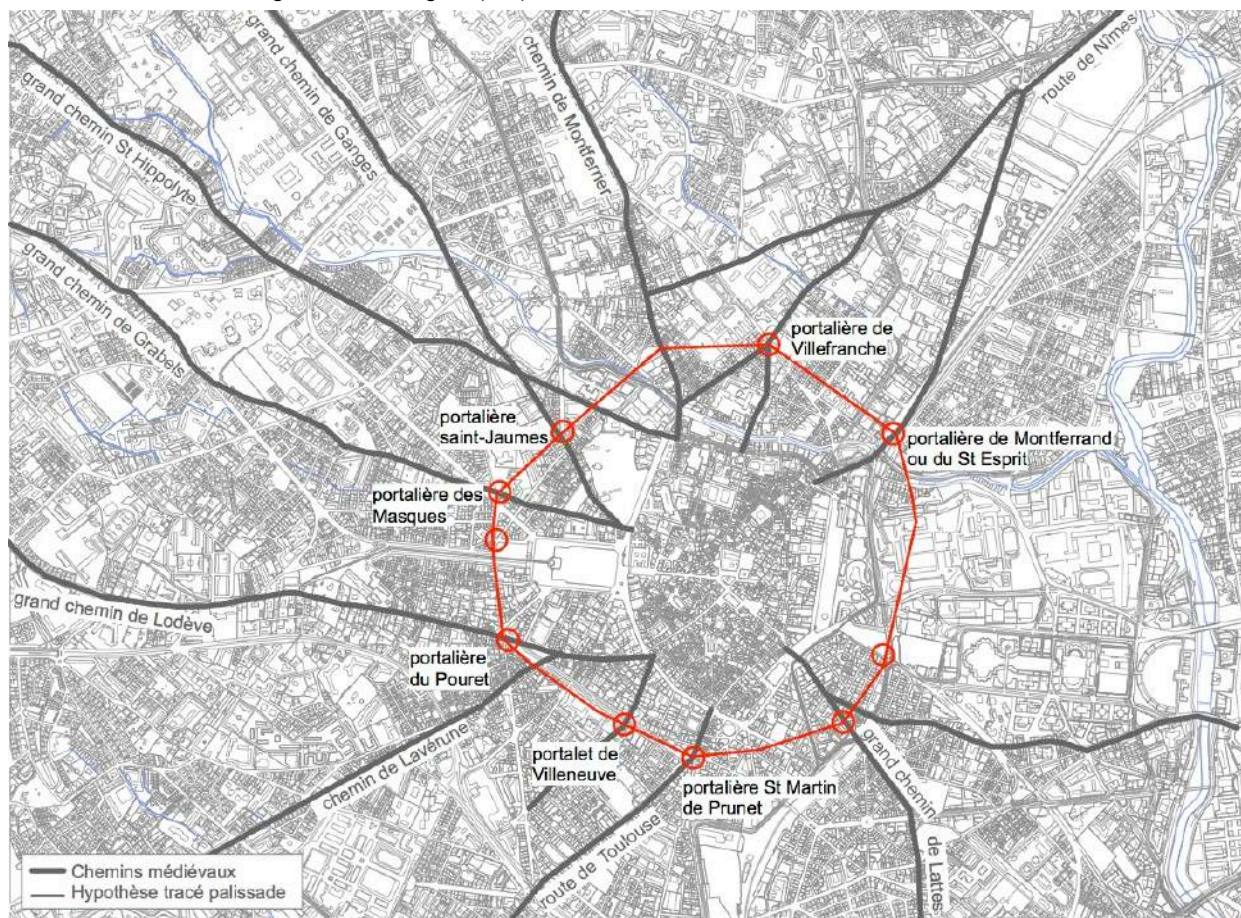 grand chemin de Ganges
chemin de Montferrier
route de Nîmes
grand chemin St Hippolyte
grand chemin de Grabels
portalière de
Villefranche
portalière
saint-Jaumes
portalière de Montferrand
ou du St Esprit
portalière des
Masques
grand chemin de Lodève
portalière
du Pouret
chemin de Lavérune
portalet de
Villeneuve
portalière St Martin
de Prunet
grand chemin
de Lattes
route de Toulouse
Chemins médiévaux
Hypothèse tracé palissade